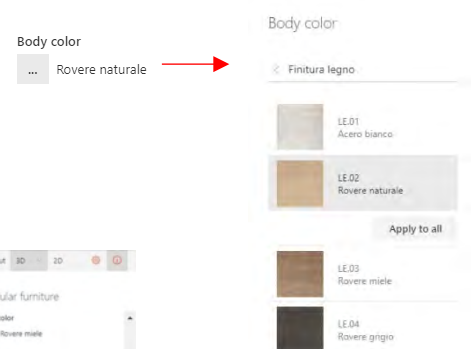 Body color
... Rovere naturale
Body color
< Finitura legno
LE.01
Acero bianco
LE.02
Rovere naturale
Apply to all
LE.03
Rovere miele
LE.04
Rovere grigio
ut 3D 2D
ular furniture
olor
Rovere miele